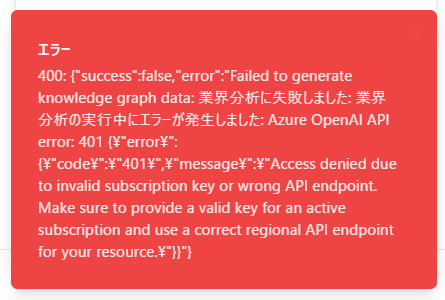 エラー
400: {"success":false,"error":"Failed to generate
knowledge graph data: 業界分析に失敗しました: 業界
分析の実行中にエラーが発生しました: Azure OpenAI API
error: 401 {¥"error¥":
{¥"code¥":¥"401¥",¥"message¥":¥"Access denied due
to invalid subscription key or wrong API endpoint.
Make sure to provide a valid key for an active
subscription and use a correct regional API endpoint
for your resource.¥"}}"}